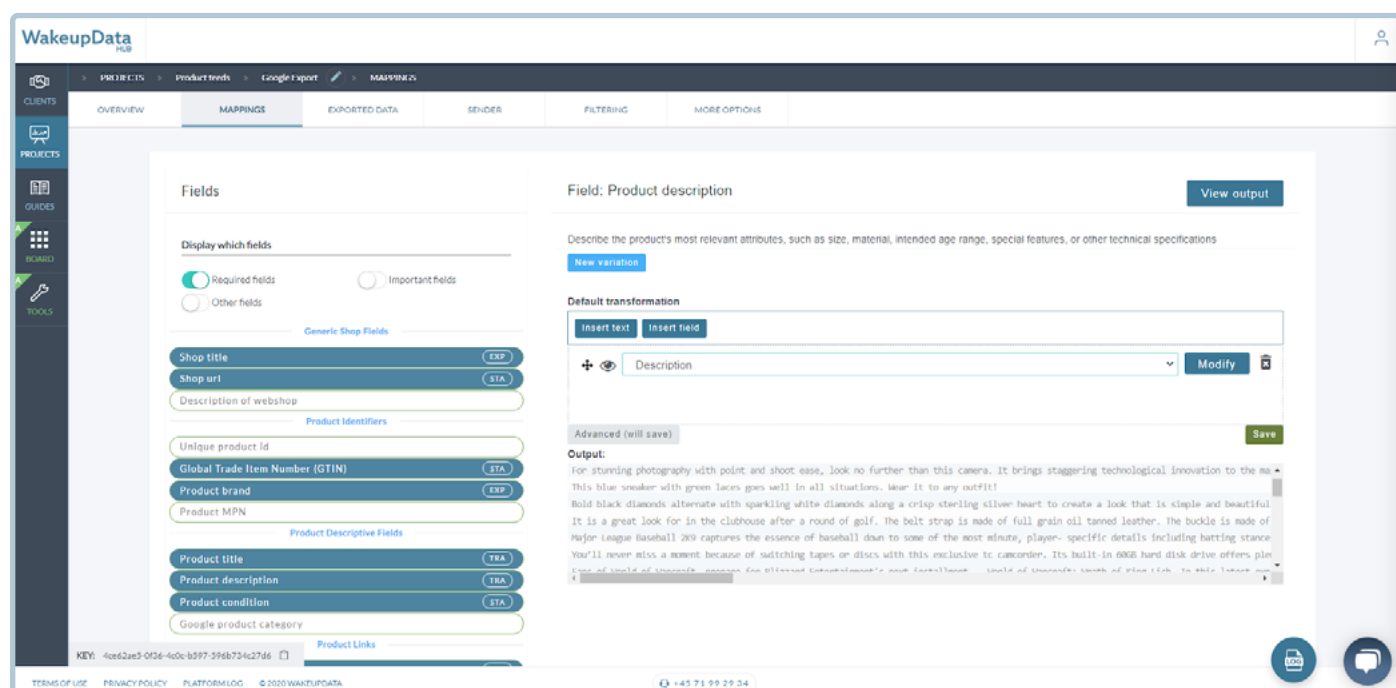 WakeupData
HUB
CLIENTS
PROJECTS
GUIDES
A
BOARD
A
TOOLS
> PROJECTS > Product feeds > Google Export > MAPPINGS
OVERVIEW MAPPINGS EXPORTED DATA SENDER FILTERING MORE OPTIONS
Fields
Display which fields
Required fields Important fields
Other fields
Generic Shop Fields
Shop title EXP
Shop url STA
Description of webshop
Product Identifiers
Unique product id
Global Trade Item Number (GTIN) STA
Product brand EXP
Product MPN
Product Descriptive Fields
Product title TRA
Product description TRA
Product condition STA
Google product category
Product Links
Field: Product description View output
Describe the product's most relevant attributes, such as size, material, intended age range, special features, or other technical specifications
New variation
Default transformation
Insert text Insert field
Description Modify
Advanced (will save) Save
Output:
For stunning photography with point and shoot ease, look no further than this camera. It brings staggering technological innovation to the ma
This blue sneaker with green laces goes well in all situations. Wear it to any outfit!
Bold black diamonds alternate with sparkling white diamonds along a crisp sterling silver heart to create a look that is simple and beautiful
It is a great look for in the clubhouse after a round of golf. The belt strap is made of full grain oil tanned leather. The buckle is made of
Major League Baseball 2K9 captures the essence of baseball down to some of the most minute, player- specific details including batting stance
You'll never miss a moment because of switching tapes or discs with this exclusive tc camcorder. Its built-in 60GB hard disk drive offers ple
KEY: 4ce62ae5-0f36-4c0c-b597-596b734c27d6
LOG
TERMS OF USE PRIVACY POLICY PLATFORM LOG © 2020 WAKEUPDATA +45 71 99 29 34